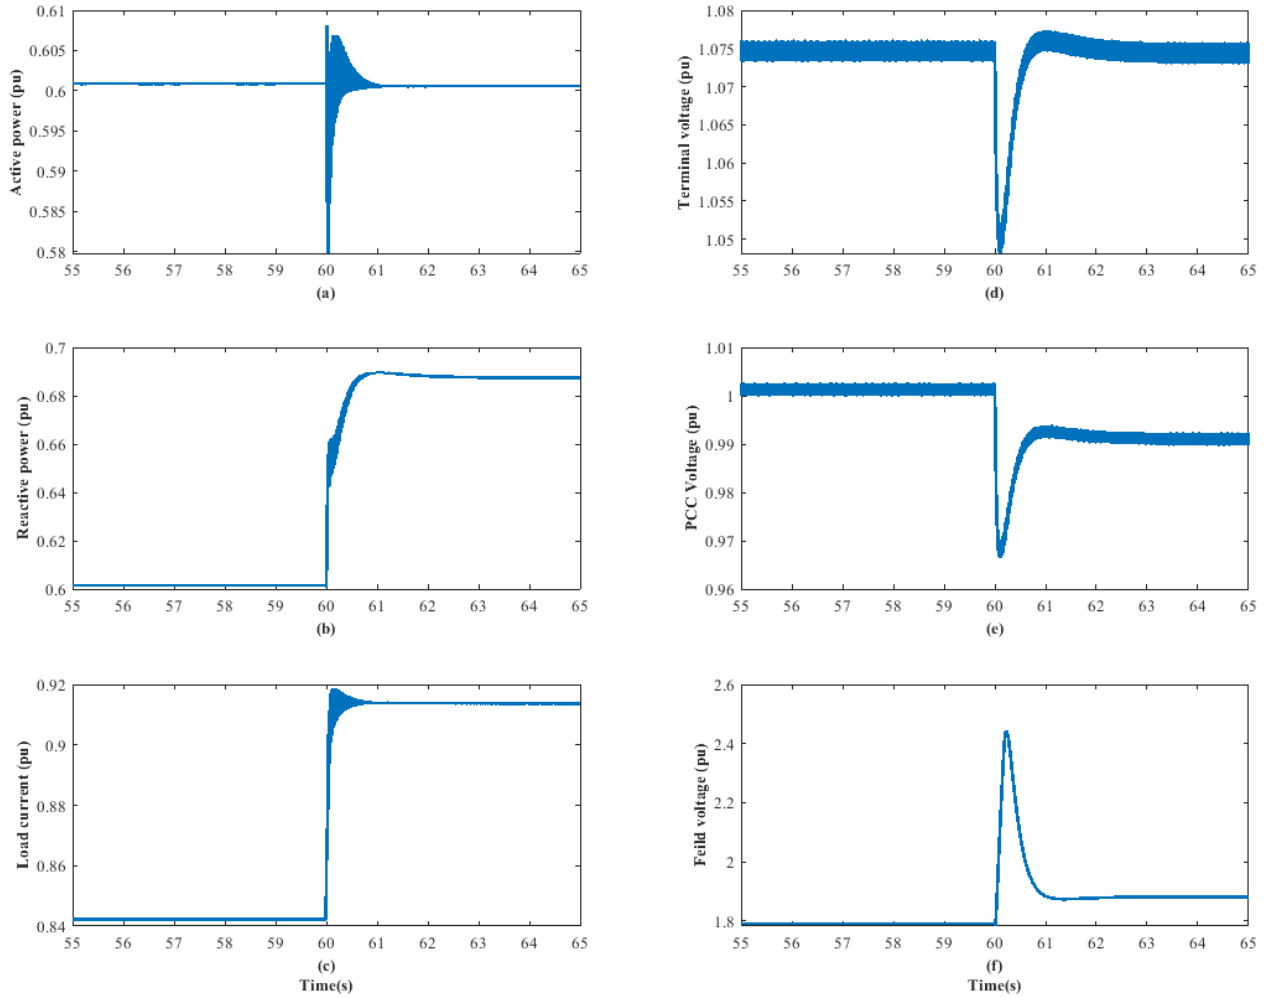 0.61
0.605
0.6
0.595
0.59
0.585
0.58
Active power (pu)
55 56 57 58 59 60 61 62 63 64 65
(a)
1.08
1.075
1.07
1.065
1.06
1.055
1.05
Terminal voltage (pu)
55 56 57 58 59 60 61 62 63 64 65
(d)
0.7
0.68
0.66
0.64
0.62
0.6
Reactive power (pu)
55 56 57 58 59 60 61 62 63 64 65
(b)
1.01
1
0.99
0.98
0.97
0.96
PCC Voltage (pu)
55 56 57 58 59 60 61 62 63 64 65
(e)
0.92
0.9
0.88
0.86
0.84
Load current (pu)
55 56 57 58 59 60 61 62 63 64 65
(c)
Time(s)
2.6
2.4
2.2
2
1.8
Feild voltage (pu)
55 56 57 58 59 60 61 62 63 64 65
(f)
Time(s)